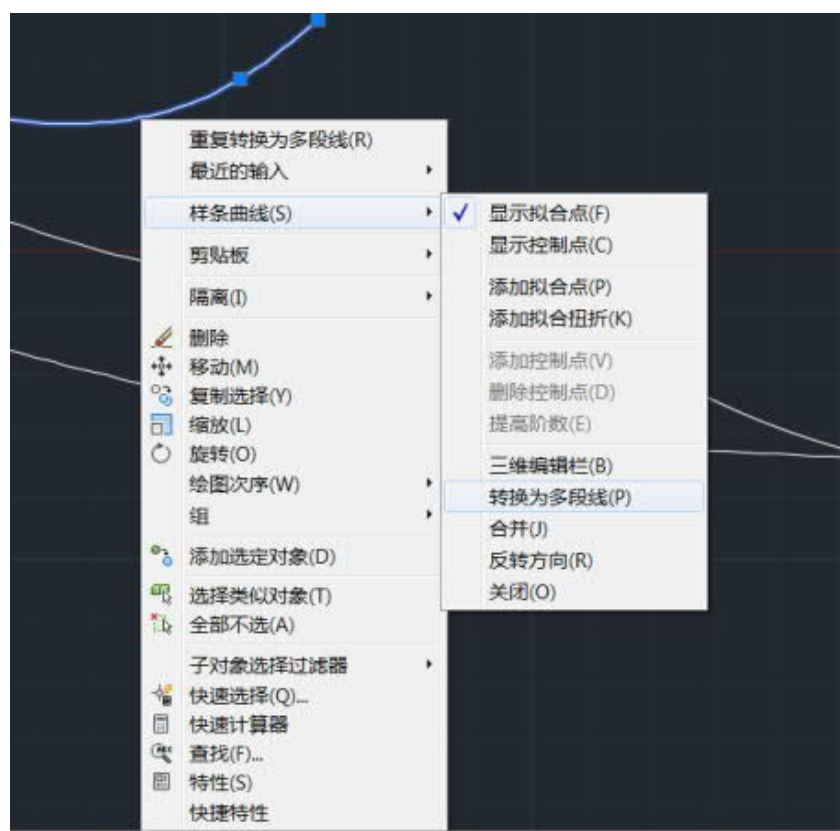 重复转换为多段线(R)
最近的输入
样条曲线(S)
剪贴板
隔离(I)
删除
移动(M)
复制选择(Y)
缩放(L)
旋转(O)
绘图次序(W)
组
添加选定对象(D)
选择类似对象(T)
全部不选(A)
子对象选择过滤器
快速选择(Q)...
快速计算器
查找(F)...
特性(S)
快捷特性
显示拟合点(F)
显示控制点(C)
添加拟合点(P)
添加拟合扭折(K)
添加控制点(V)
删除控制点(D)
提高阶数(E)
三维编辑栏(B)
转换为多段线(P)
合并(J)
反转方向(R)
关闭(O)